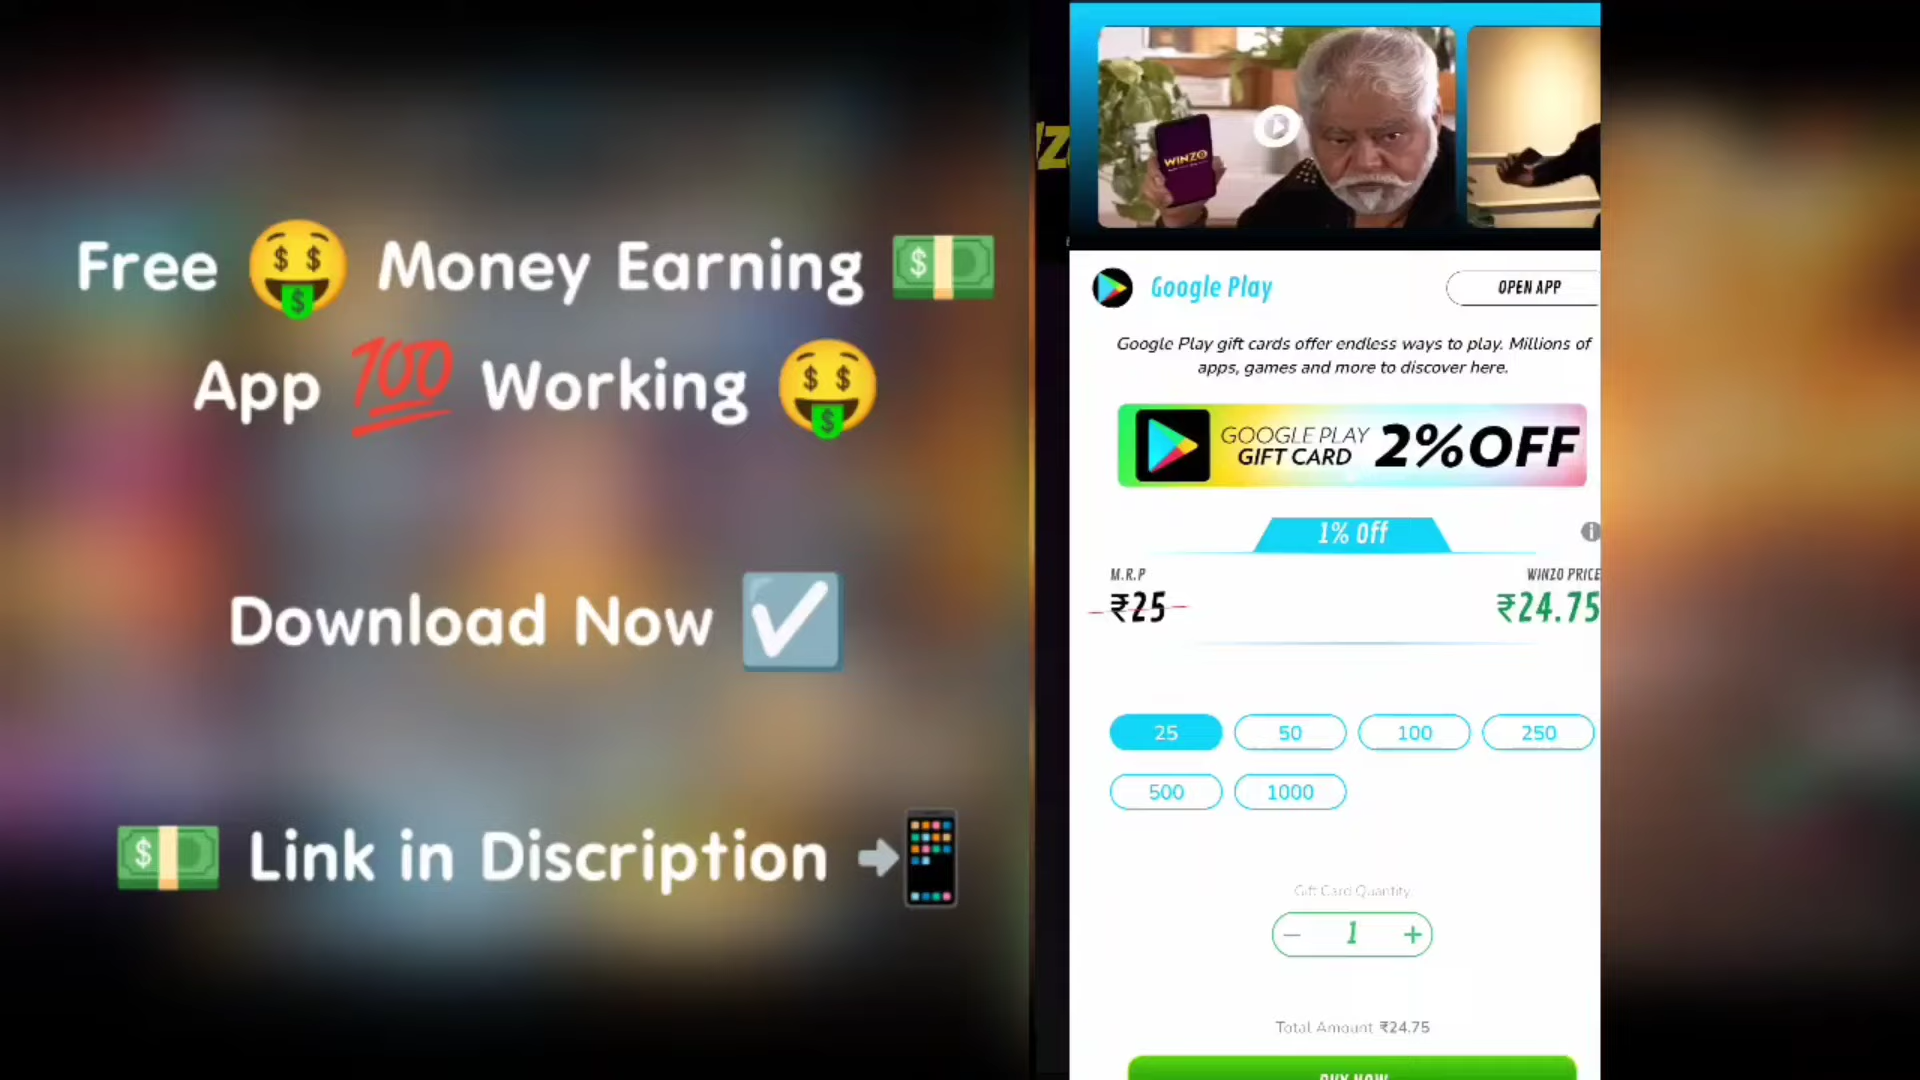 Free 🤑 Money Earning 💵
App 💯 Working 🤑
Download Now ☑️
💵 Link in Discription 📲
WINZO
Google Play
OPEN APP
Google Play gift cards offer endless ways to play. Millions of
apps, games and more to discover here.
GOOGLE PLAY
GIFT CARD
2%OFF
1% Off
M.R.P
WINZO PRICE
₹25
₹24.75
25
50
100
250
500
1000
Gift Card Quantity
1
Total Amount ₹24.75
BUY NOW